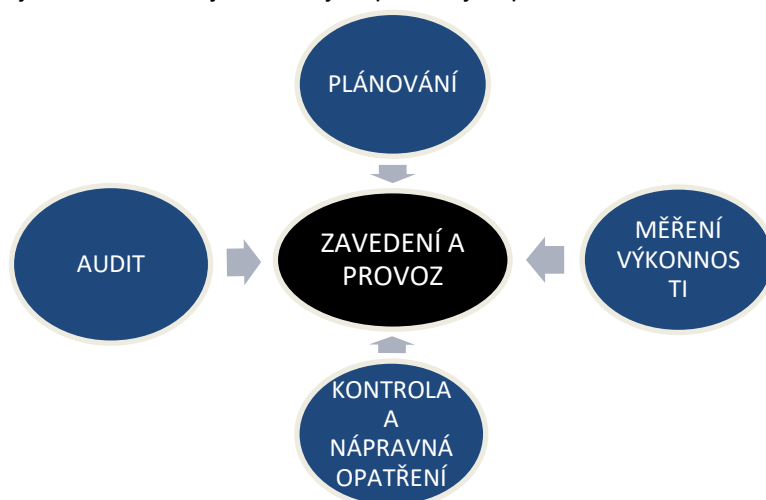 PLÁNOVÁNÍ
AUDIT
ZAVEDENÍ A
PROVOZ
MĚŘENÍ
VÝKONNOS
TI
KONTROLA
A
NÁPRAVNÁ
OPATŘENÍ